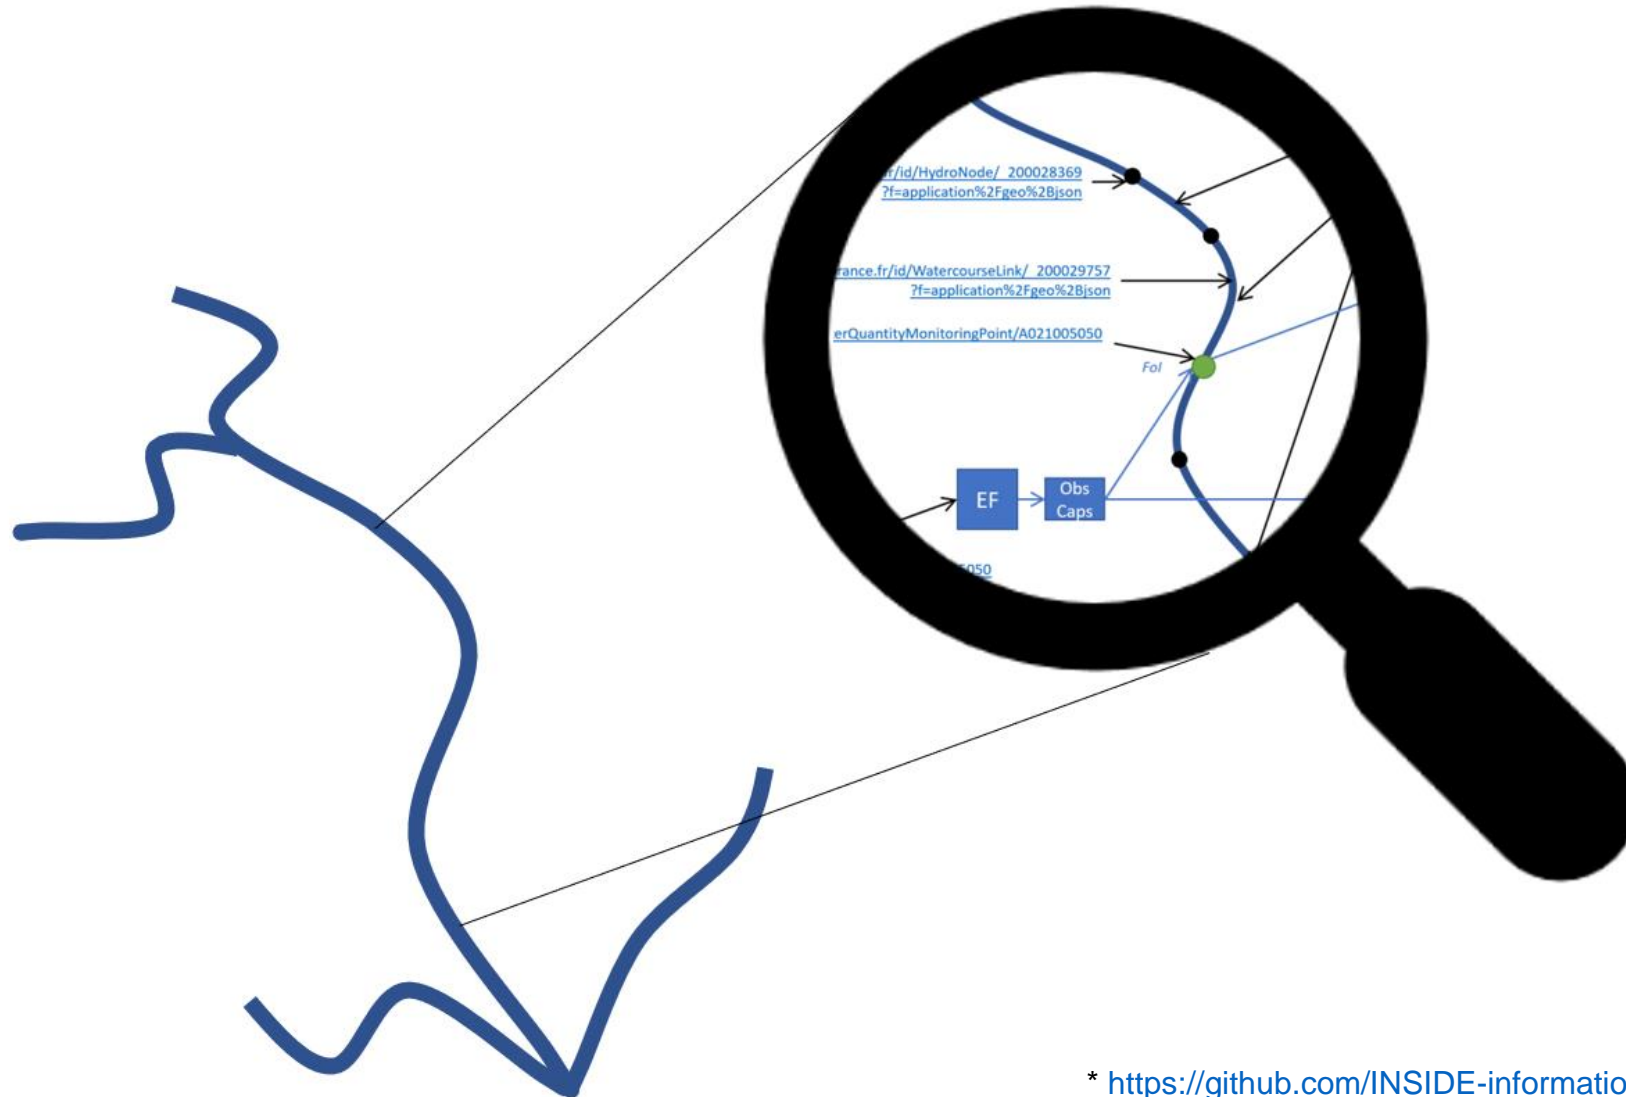 fr/id/HydroNode/_200028369
?f=application%2Fgeo%2Bjson
rance.fr/id/WatercourseLink/_200029757
?f=application%2Fgeo%2Bjson
erQuantityMonitoringPoint/A021005050
FoI
EF
Obs
Caps
5050
* https://github.com/INSIDE-informatio